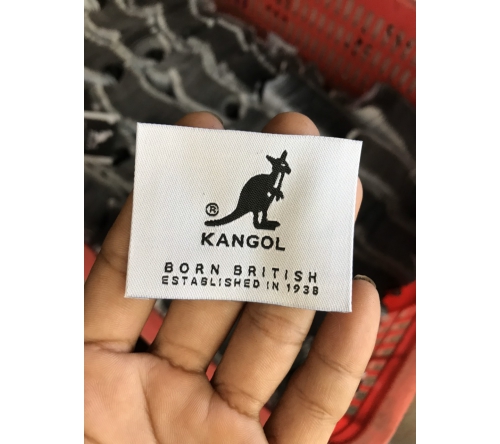 ®
KANGOL
BORN BRITISH
ESTABLISHED IN 1938